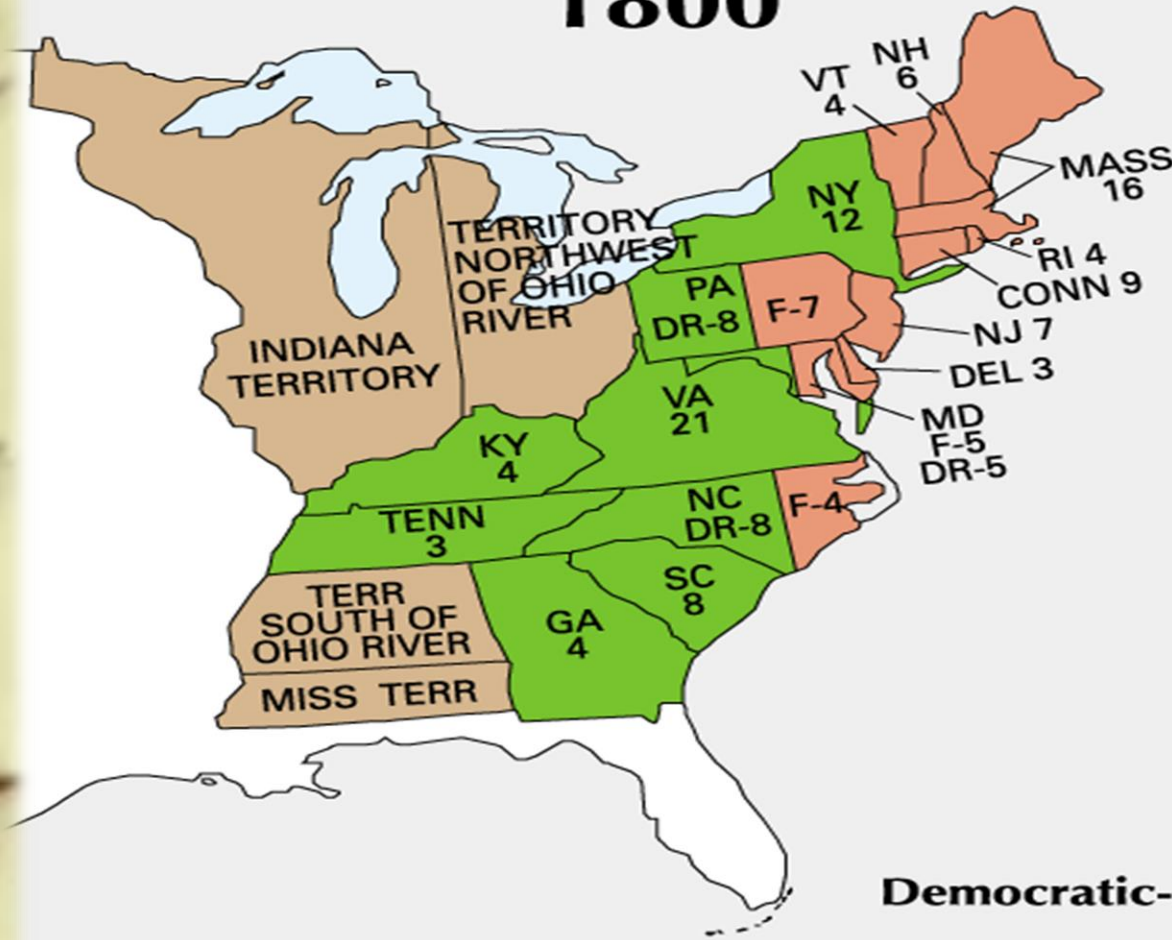 1800
NH
6
VT
4
MASS
16
NY
12
TERRITORY
NORTHWEST
OF OHIO
RIVER
RI 4
CONN 9
PA
DR-8
F-7
NJ 7
INDIANA
TERRITORY
DEL 3
VA
21
MD
F-5
DR-5
KY
4
NC
DR-8
F-4
TENN
3
SC
8
TERR
SOUTH OF
OHIO RIVER
GA
4
MISS TERR
Democratic-